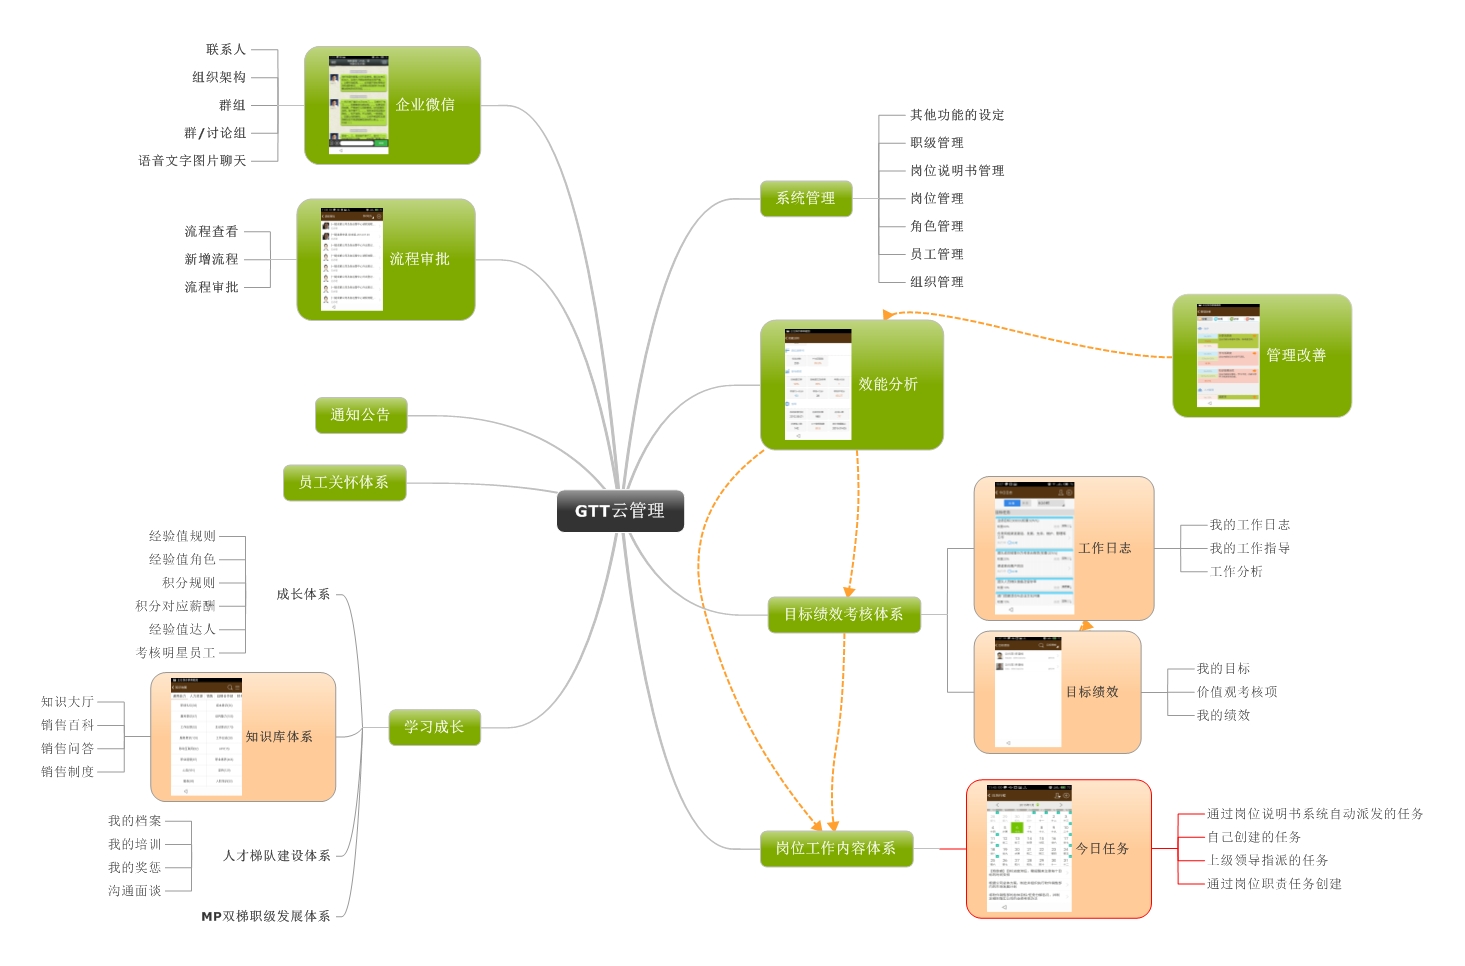 联系人
组织架构
群组
群/讨论组
语音文字图片聊天
企业微信
流程查看
新增流程
流程审批
流程审批
通知公告
员工关怀体系
GTT云管理
经验值规则
经验值角色
积分规则
积分对应薪酬
经验值达人
考核明星员工
成长体系
知识大厅
销售百科
销售问答
销售制度
知识库体系
学习成长
我的档案
我的培训
我的奖惩
沟通面谈
人才梯队建设体系
MP双梯职级发展体系
系统管理
其他功能的设定
职级管理
岗位说明书管理
岗位管理
角色管理
员工管理
组织管理
效能分析
管理改善
目标绩效考核体系
工作日志
我的工作日志
我的工作指导
工作分析
目标绩效
我的目标
价值观考核项
我的绩效
岗位工作内容体系
今日任务
通过岗位说明书系统自动派发的任务
自己创建的任务
上级领导指派的任务
通过岗位职责任务创建